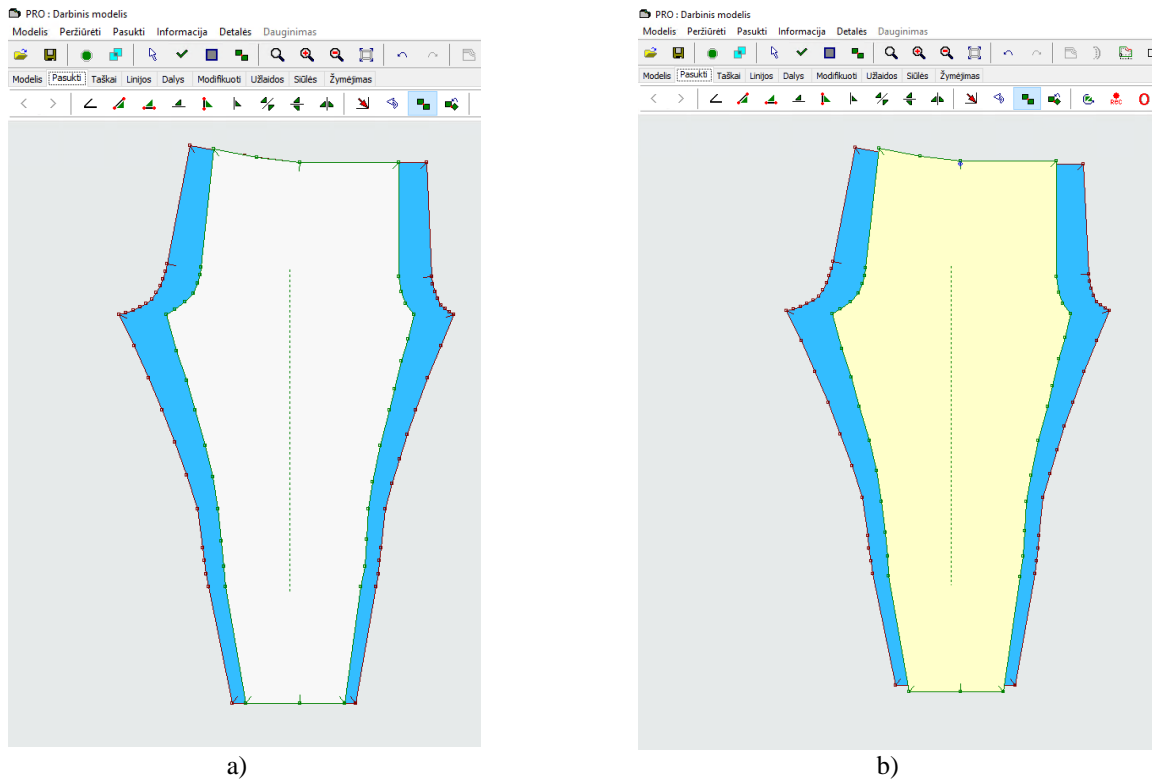 PRO : Darbinis modelis
Modelis Peržiūrėti Pasukti Informacija Detalės Dauginimas
Modelis Pasukti Taškai Linijos Dalys Modifikuoti Užlaidos Siūlės Žymėjimas
a)
PRO : Darbinis modelis
Modelis Peržiūrėti Pasukti Informacija Detalės Dauginimas
Modelis Pasukti Taškai Linijos Dalys Modifikuoti Užlaidos Siūlės Žymėjimas
REC
b)